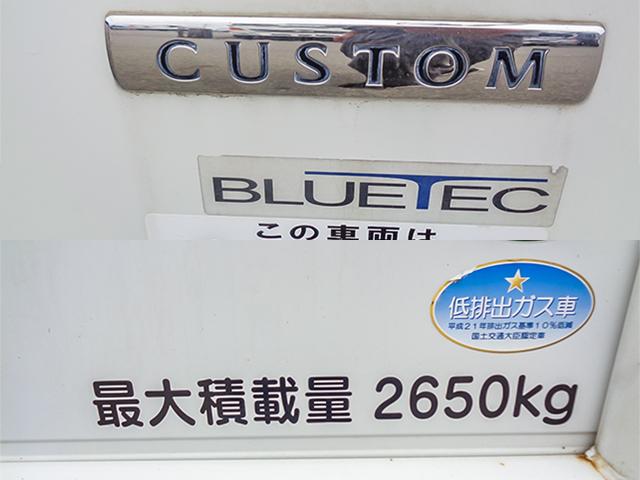 CUSTOM
BLUETEC
この車両は
低排出ガス車
平成21年排出ガス基準10%低減
国土交通大臣認定車
最大積載量 2650kg